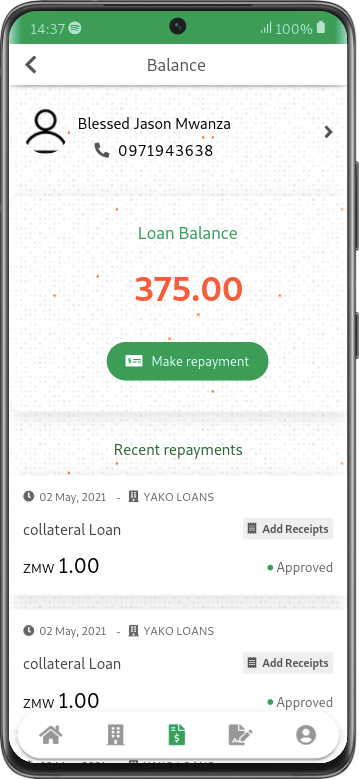 14:37 100%
Balance
Blessed Jason Mwanza
0971943638
Loan Balance
375.00
Make repayment
Recent repayments
02 May, 2021 - YAKO LOANS
collateral Loan Add Receipts
ZMW 1.00 Approved
02 May, 2021 - YAKO LOANS
collateral Loan Add Receipts
ZMW 1.00 Approved